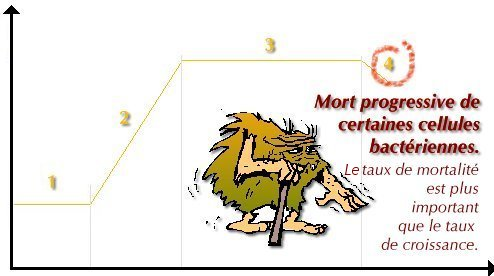 3
4
2
1
Mort progressive de
certaines cellules
bactériennes.
Le taux de mortalité
est plus
important
que le taux
de croissance.